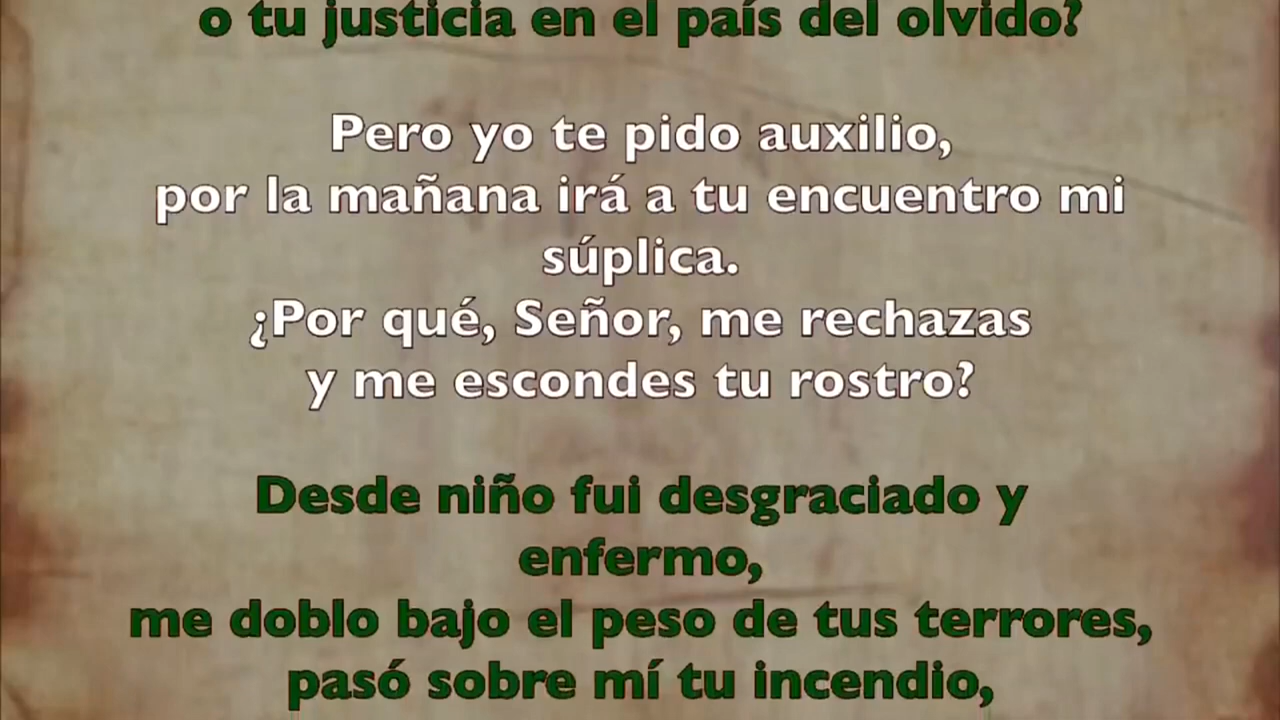 o tu justicia en el país del olvido?
Pero yo te pido auxilio,
por la mañana irá a tu encuentro mi
súplica.
¿Por qué, Señor, me rechazas
y me escondes tu rostro?
Desde niño fui desgraciado y
enfermo,
me doblo bajo el peso de tus terrores,
pasó sobre mí tu incendio,